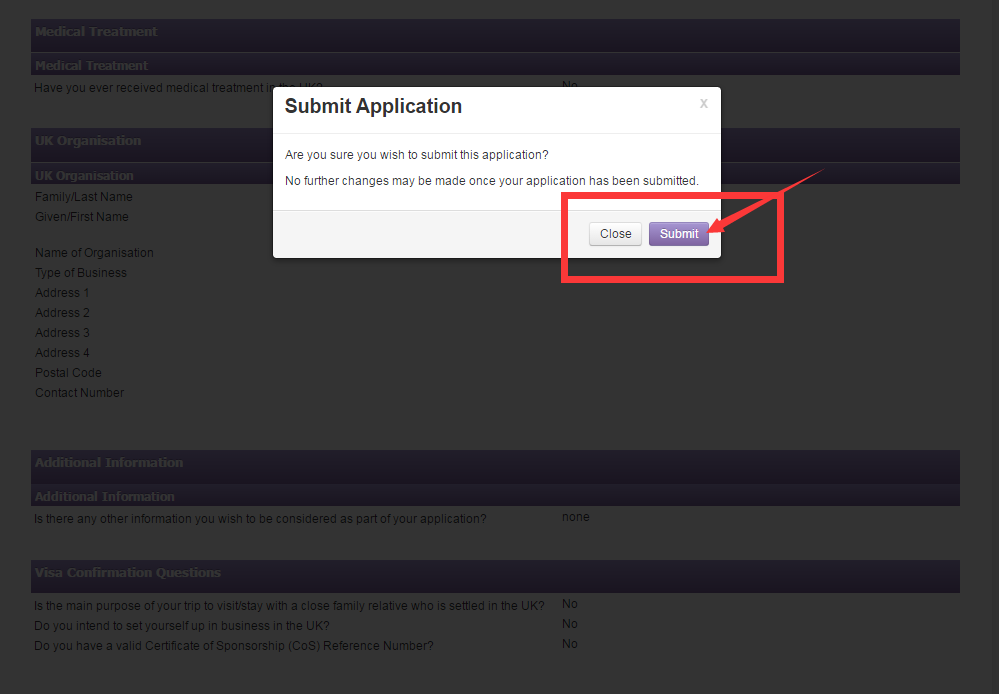 Medical Treatment
Medical Treatment
Have you ever received medical treatment in the UK? No
Submit Application x
Are you sure you wish to submit this application?
No further changes may be made once your application has been submitted.
Close Submit
UK Organisation
UK Organisation
Family/Last Name
Given/First Name
Name of Organisation
Type of Business
Address 1
Address 2
Address 3
Address 4
Postal Code
Contact Number
Additional Information
Additional Information
Is there any other information you wish to be considered as part of your application? none
Visa Confirmation Questions
Is the main purpose of your trip to visit/stay with a close family relative who is settled in the UK? No
Do you intend to set yourself up in business in the UK? No
Do you have a valid Certificate of Sponsorship (CoS) Reference Number? No